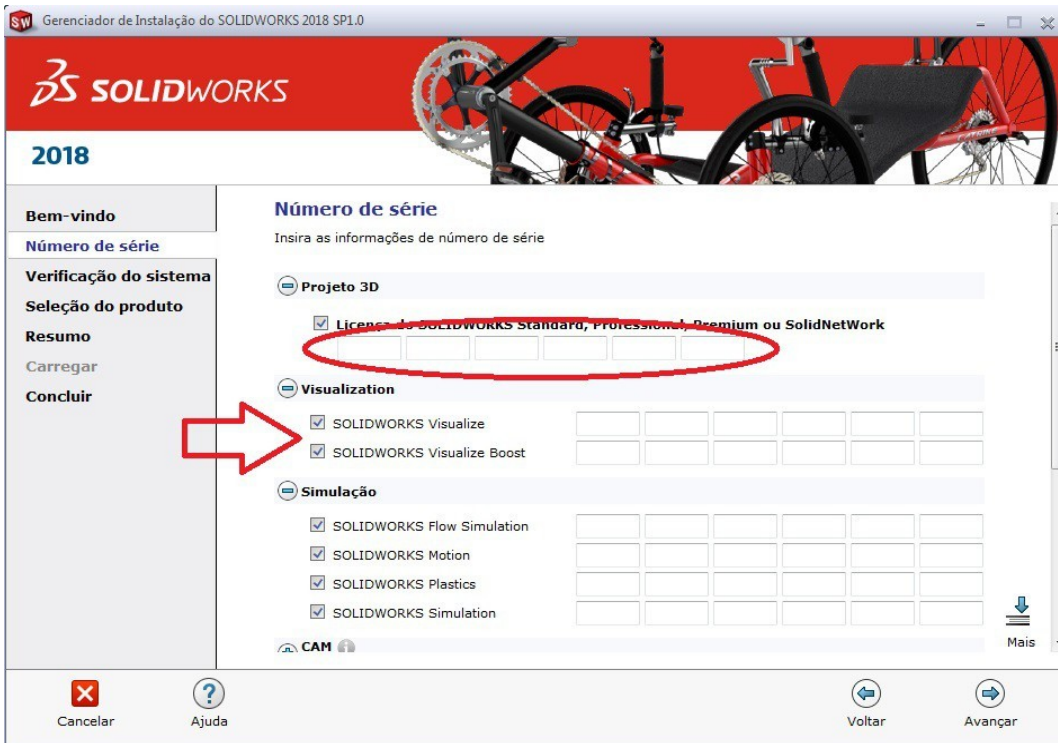 Gerenciador de Instalação do SOLIDWORKS 2018 SP1.0
SOLIDWORKS
2018
Bem-vindo
Número de série
Verificação do sistema
Seleção do produto
Resumo
Carregar
Concluir
Número de série
Insira as informações de número de série
Projeto 3D
Licença do SOLIDWORKS Standard, Professional, Premium ou SolidNetWork
Visualization
SOLIDWORKS Visualize
SOLIDWORKS Visualize Boost
Simulação
SOLIDWORKS Flow Simulation
SOLIDWORKS Motion
SOLIDWORKS Plastics
SOLIDWORKS Simulation
CAM
Mais
Cancelar
Ajuda
Voltar
Avançar